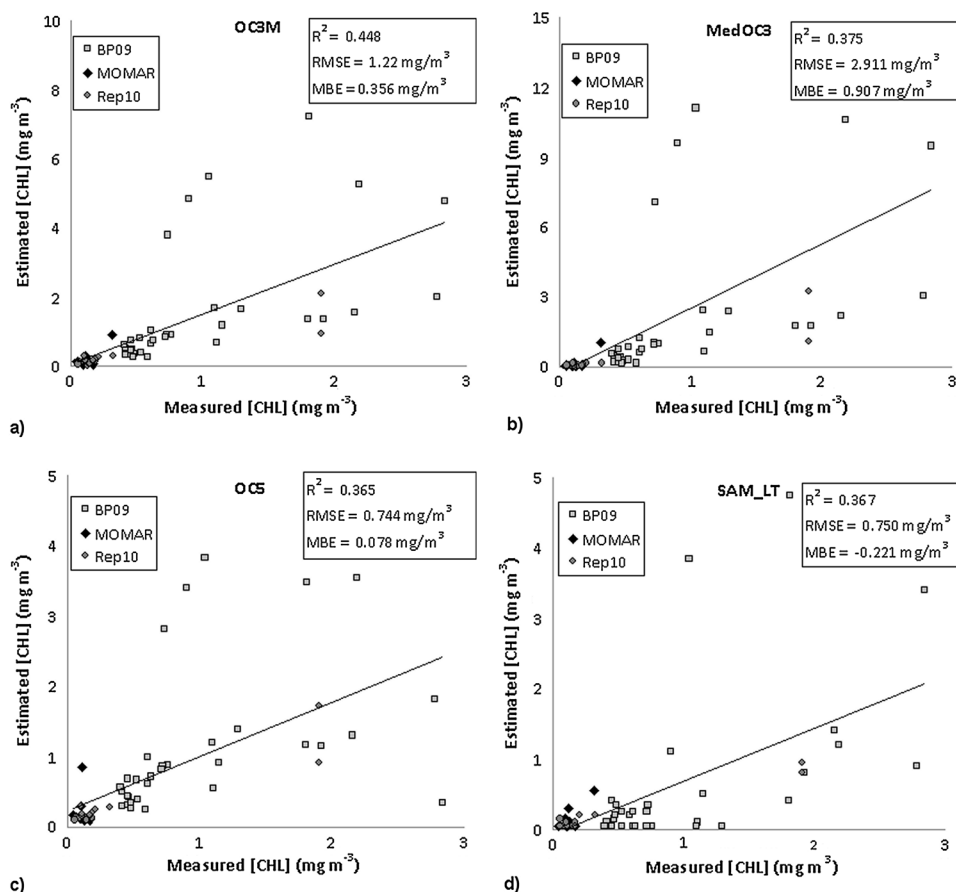 OC3M
R² = 0.448
RMSE = 1.22 mg/m³
MBE = 0.356 mg/m³
BP09
MOMAR
Rep10
Estimated [CHL] (mg m⁻³)
10
8
6
4
2
0
0 1 2 3
Measured [CHL] (mg m⁻³)
a)
MedOC3
R² = 0.375
RMSE = 2.911 mg/m³
MBE = 0.907 mg/m³
BP09
MOMAR
Rep10
Estimated [CHL] (mg m⁻³)
15
12
9
6
3
0
0 1 2 3
Measured [CHL] (mg m⁻³)
b)
OC5
R² = 0.365
RMSE = 0.744 mg/m³
MBE = 0.078 mg/m³
BP09
MOMAR
Rep10
Estimated [CHL] (mg m⁻³)
5
4
3
2
1
0
0 1 2 3
Measured [CHL] (mg m⁻³)
c)
SAM_LT
R² = 0.367
RMSE = 0.750 mg/m³
MBE = -0.221 mg/m³
BP09
MOMAR
Rep10
Estimated [CHL] (mg m⁻³)
5
4
3
2
1
0
0 1 2 3
Measured [CHL] (mg m³)
d)